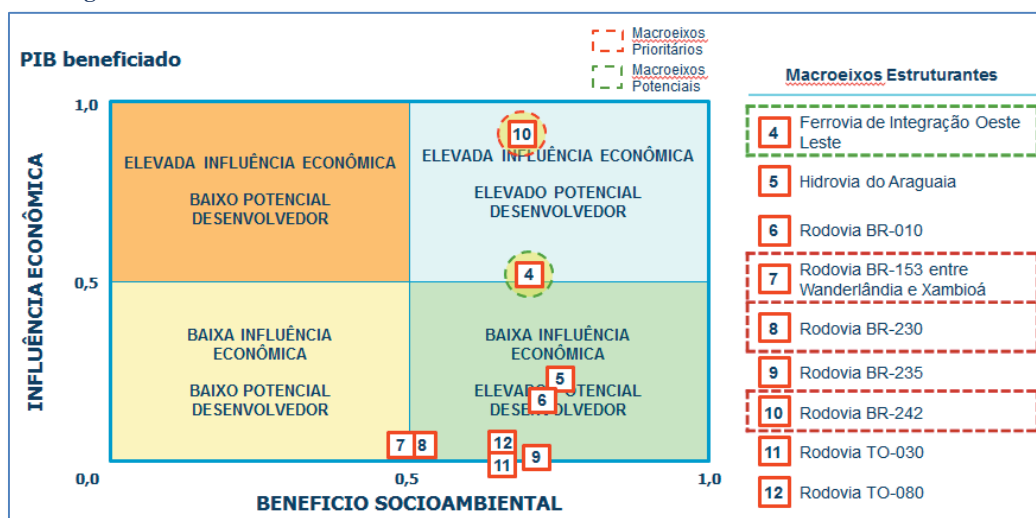 Macroeixos
Prioritários
Macroeixos
Potenciais
PIB beneficiado
Macroeixos Estruturantes
1,0
INFLUÊNCIA ECONÔMICA
ELEVADA INFLUÊNCIA ECONÔMICA
BAIXO POTENCIAL
DESENVOLVEDOR
10
ELEVADA INFLUÊNCIA ECONÔMICA
ELEVADO POTENCIAL
DESENVOLVEDOR
4
0,5
BAIXA INFLUÊNCIA
ECONÔMICA
BAIXO POTENCIAL
DESENVOLVEDOR
BAIXA INFLUÊNCIA
ECONÔMICA
5
ELEVADO POTENCIAL
6
DESENVOLVEDOR
7 8
12
11
9
0,0
0,5
1,0
BENEFICIO SOCIOAMBIENTAL
4 Ferrovia de Integração Oeste
Leste
5 Hidrovia do Araguaia
6 Rodovia BR-010
7 Rodovia BR-153 entre
Wanderlândia e Xambioá
8 Rodovia BR-230
9 Rodovia BR-235
10 Rodovia BR-242
11 Rodovia TO-030
12 Rodovia TO-080